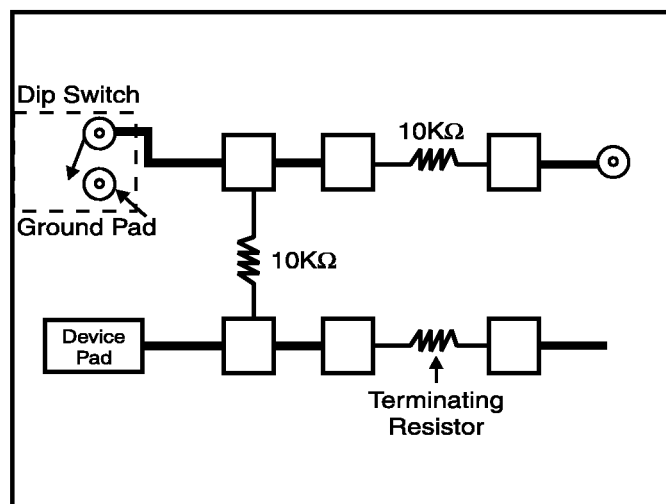 Dip Switch
10KΩ
Ground Pad
10KΩ
Device
Pad
Terminating
Resistor